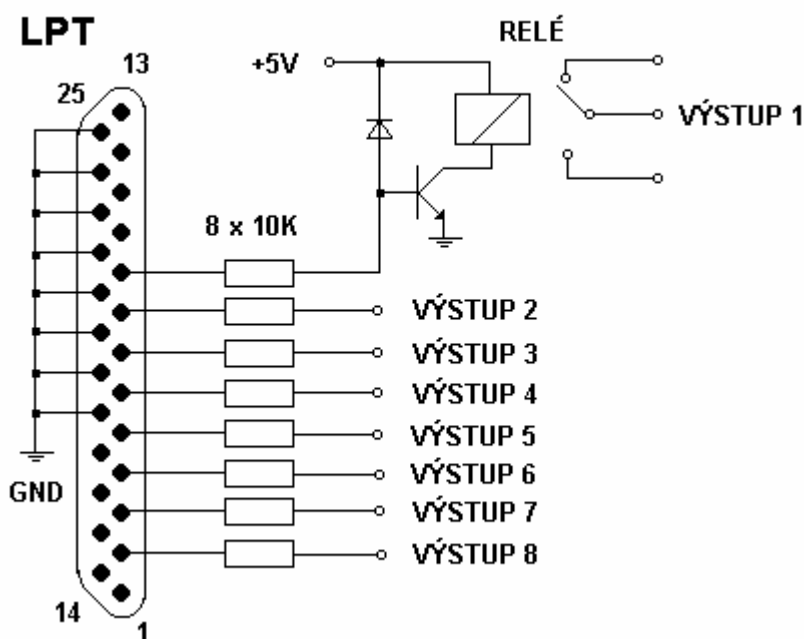 LPT
RELÉ
13
+5V
25
VÝSTUP 1
8 x 10K
VÝSTUP 2
VÝSTUP 3
VÝSTUP 4
VÝSTUP 5
VÝSTUP 6
GND
VÝSTUP 7
VÝSTUP 8
14
1